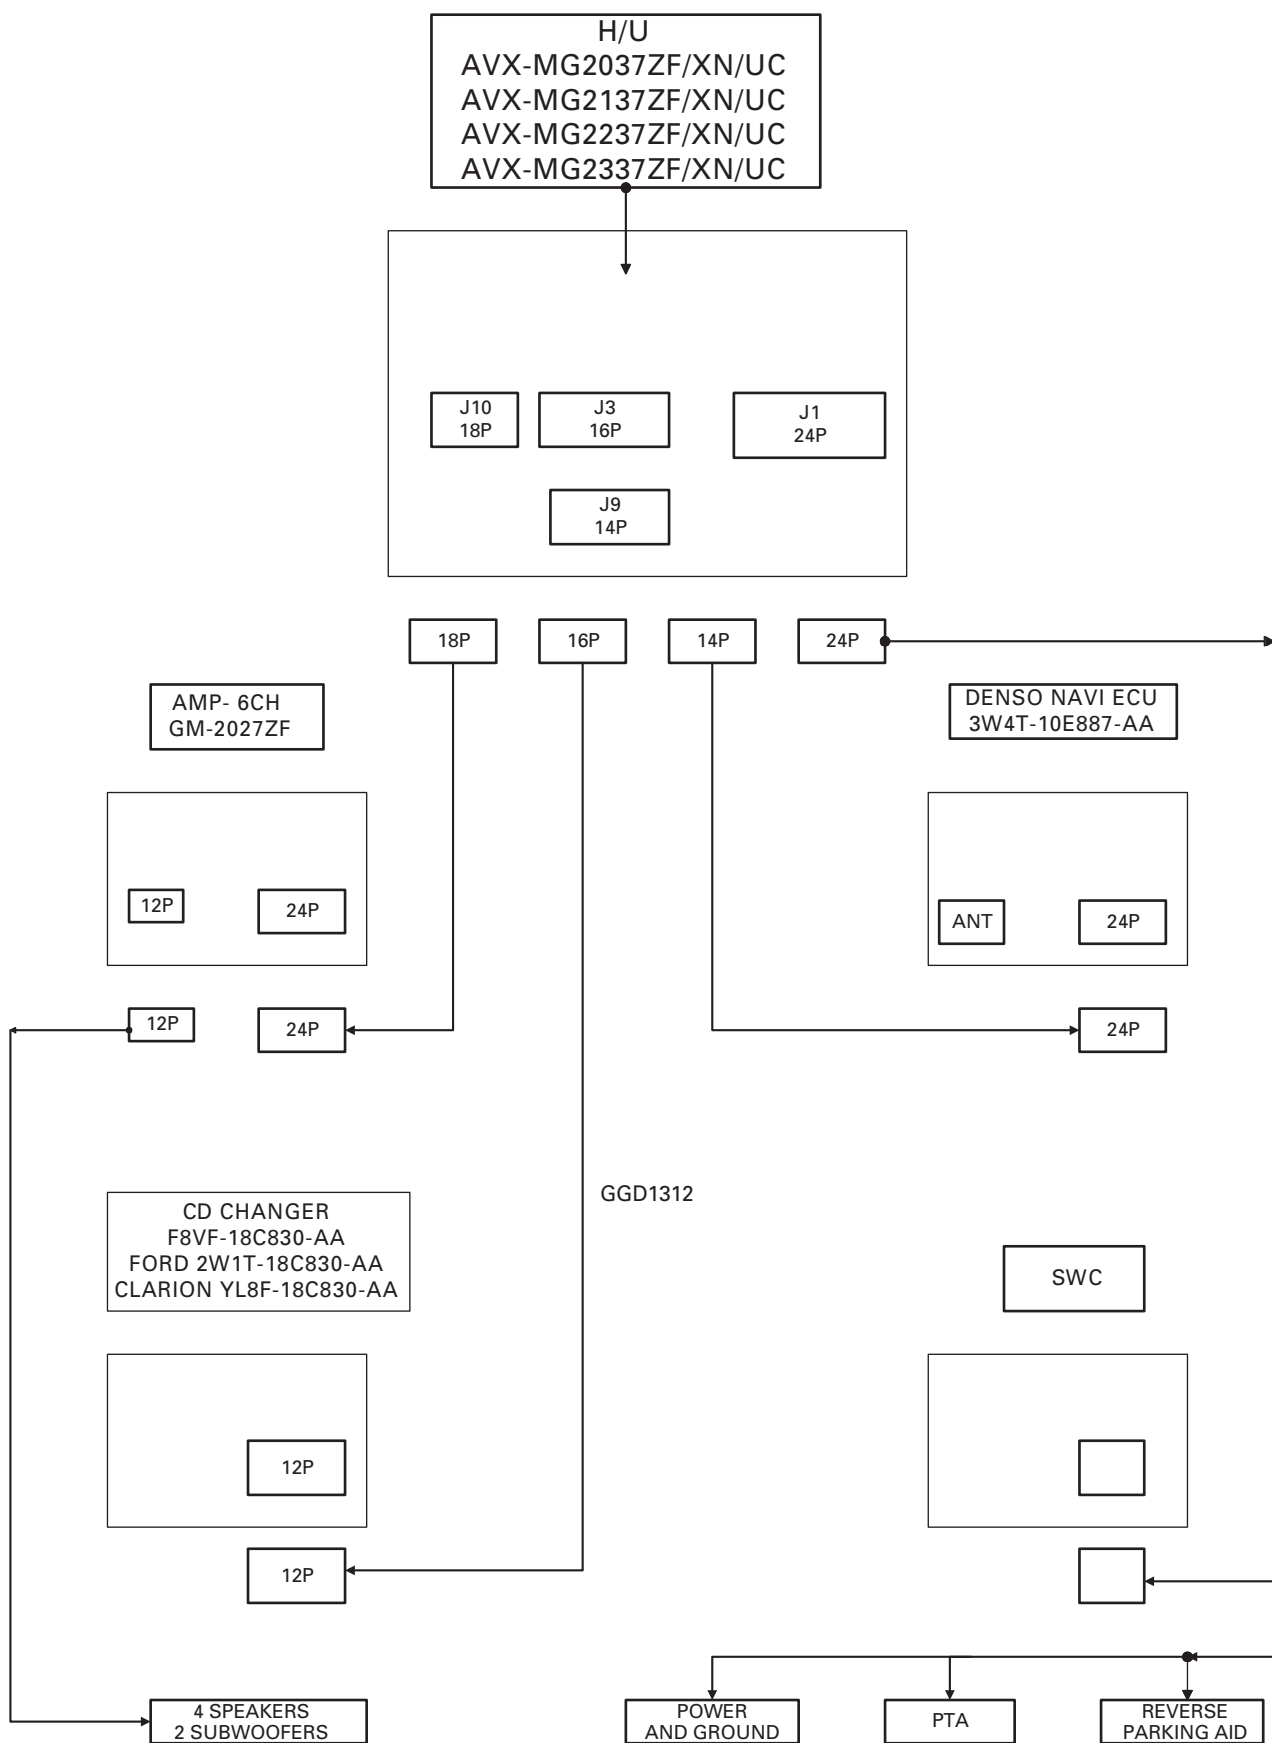 H/U
AVX-MG2037ZF/XN/UC
AVX-MG2137ZF/XN/UC
AVX-MG2237ZF/XN/UC
AVX-MG2337ZF/XN/UC
J10
18P
J3
16P
J1
24P
J9
14P
18P
16P
14P
24P
AMP- 6CH
GM-2027ZF
DENSO NAVI ECU
3W4T-10E887-AA
12P
24P
ANT
24P
12P
24P
24P
GGD1312
CD CHANGER
F8VF-18C830-AA
FORD 2W1T-18C830-AA
CLARION YL8F-18C830-AA
SWC
12P
12P
4 SPEAKERS
2 SUBWOOFERS
POWER
AND GROUND
PTA
REVERSE
PARKING AID